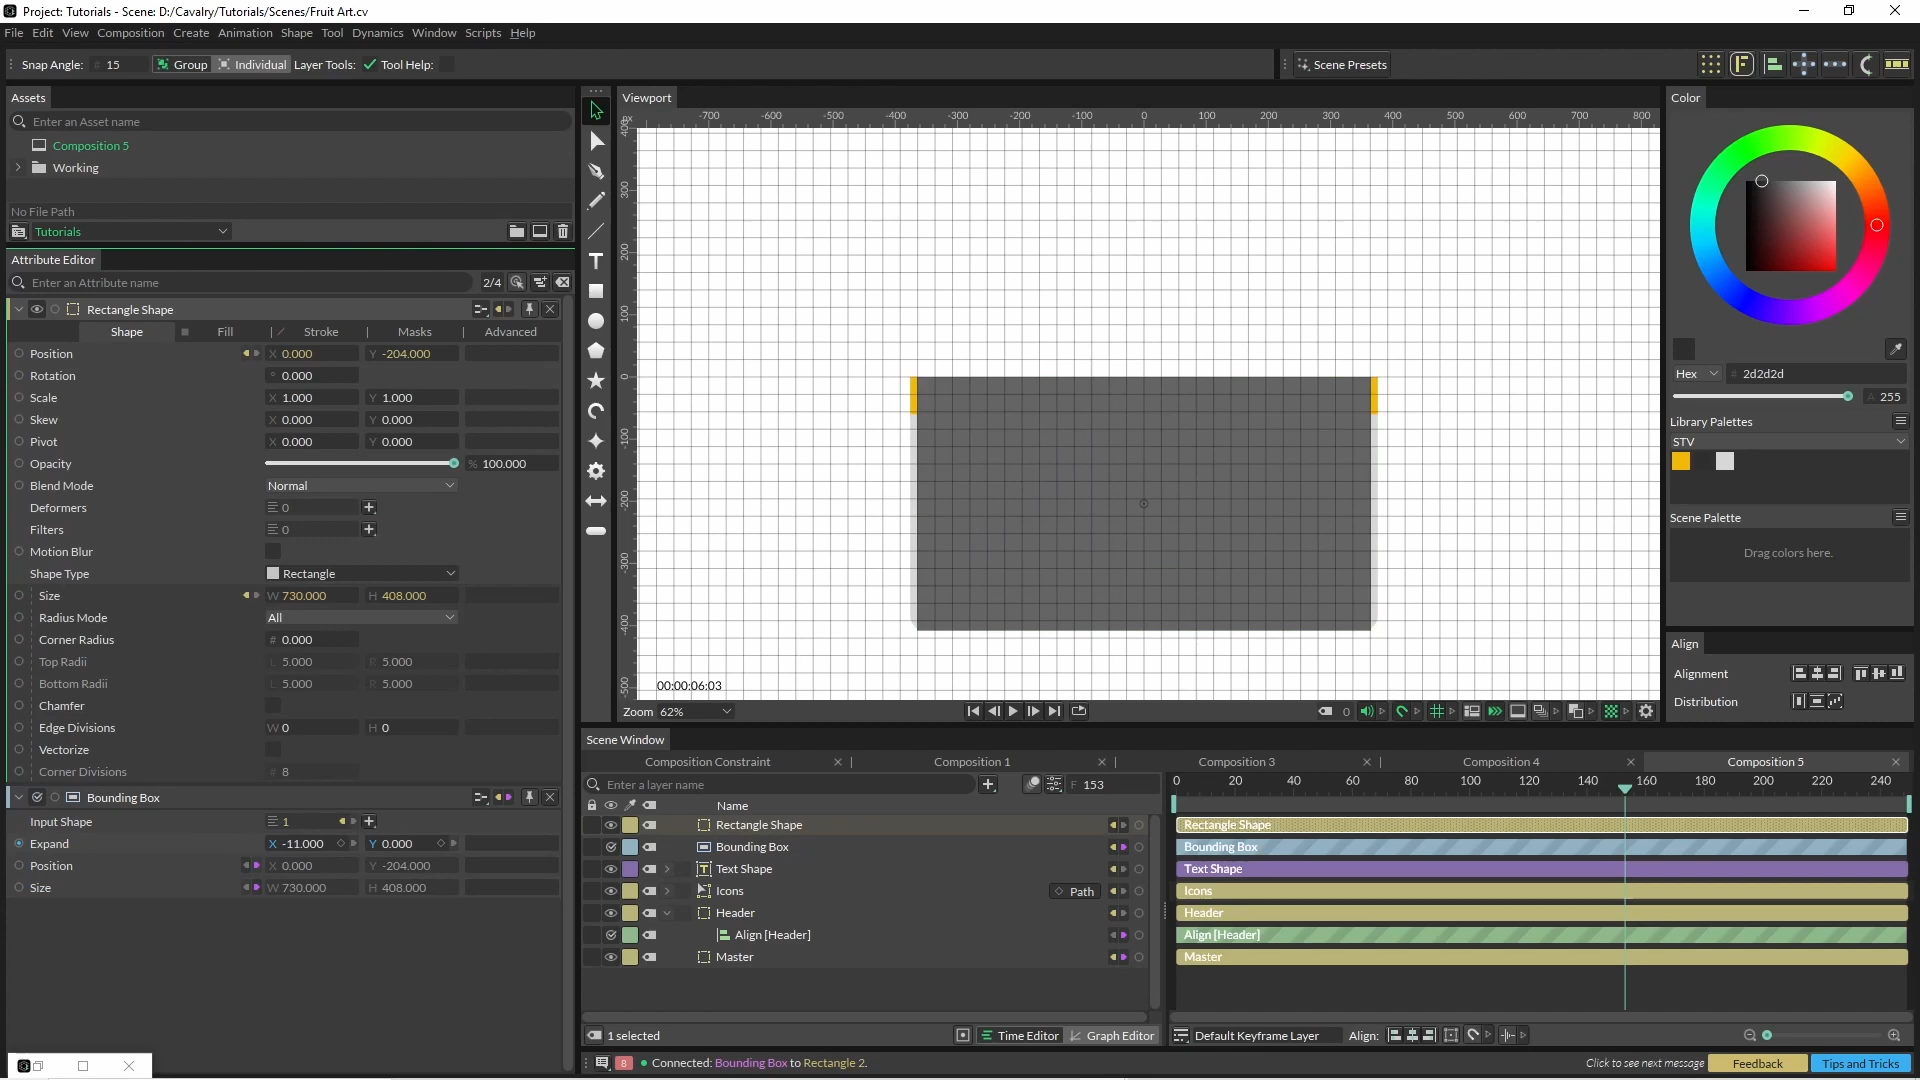 Project: Tutorials - Scene: D:/Cavalry/Tutorials/Scenes/Fruit Art.cv
File Edit View Composition Create Animation Shape Tool Dynamics Window Scripts Help
Snap Angle: # 15 Group Individual Layer Tools: Tool Help:
Scene Presets
Assets
Enter an Asset name
Composition 5
Working
No File Path
Tutorials
Attribute Editor
Enter an Attribute name 2/4
Rectangle Shape
Shape Fill Stroke Masks Advanced
Position X 0.000 Y -204.000
Rotation ° 0.000
Scale X 1.000 Y 1.000
Skew X 0.000 Y 0.000
Pivot X 0.000 Y 0.000
Opacity % 100.000
Blend Mode Normal
Deformers 0
Filters 0
Motion Blur
Shape Type Rectangle
Size W 730.000 H 408.000
Radius Mode All
Corner Radius # 0.000
Top Radii L 5.000 R 5.000
Bottom Radii L 5.000 R 5.000
Chamfer
Edge Divisions W 0 H 0
Vectorize
Corner Divisions # 8
Bounding Box
Input Shape 1
Expand X -11.000 Y 0.000
Position X 0.000 Y -204.000
Size W 730.000 H 408.000
Viewport
px -700 -600 -500 -400 -300 -200 -100 0 100 200 300 400 500 600 700 800
400
300
200
100
0
-100
-200
-300
-400
-500
00:00:06:03
Zoom 62% 0
Color
Hex # 2d2d2d
A 255
Library Palettes
STV
Scene Palette
Drag colors here.
Align
Alignment
Distribution
Scene Window
Composition Constraint Composition 1 Composition 3 Composition 4 Composition 5
Enter a layer name F 153
0 20 40 60 80 100 120 140 160 180 200 220 240
Name
Rectangle Shape Rectangle Shape
Bounding Box Bounding Box
Text Shape Text Shape
Icons Path Icons
Header Header
Align [Header] Align [Header]
Master Master
1 selected Time Editor Graph Editor Default Keyframe Layer Align:
8 Connected: Bounding Box to Rectangle 2. Click to see next message Feedback Tips and Tricks